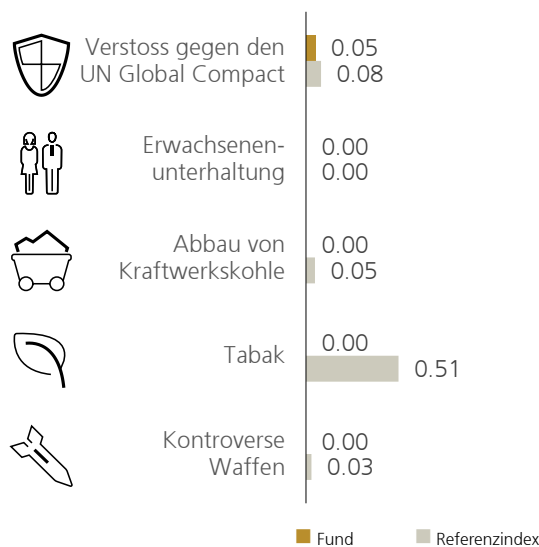 Verstoss gegen den
UN Global Compact
0.05
0.08
Erwachsenen-
unterhaltung
0.00
0.00
Abbau von
Kraftwerkskohle
0.00
0.05
Tabak
0.00
0.51
Kontroverse
Waffen
0.00
0.03
Fund
Referenzindex